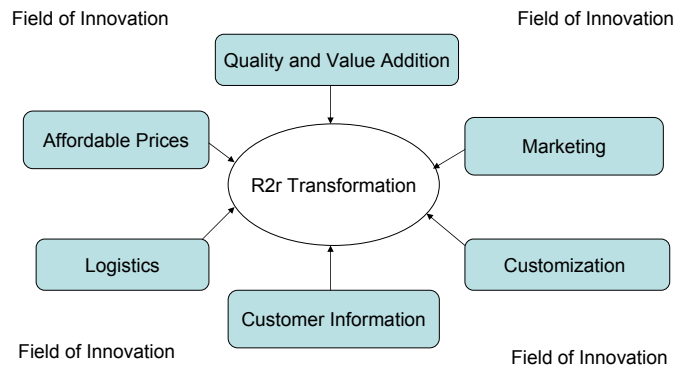 Field of Innovation
Field of Innovation
Quality and Value Addition
Affordable Prices
Marketing
R2r Transformation
Logistics
Customization
Customer Information
Field of Innovation
Field of Innovation